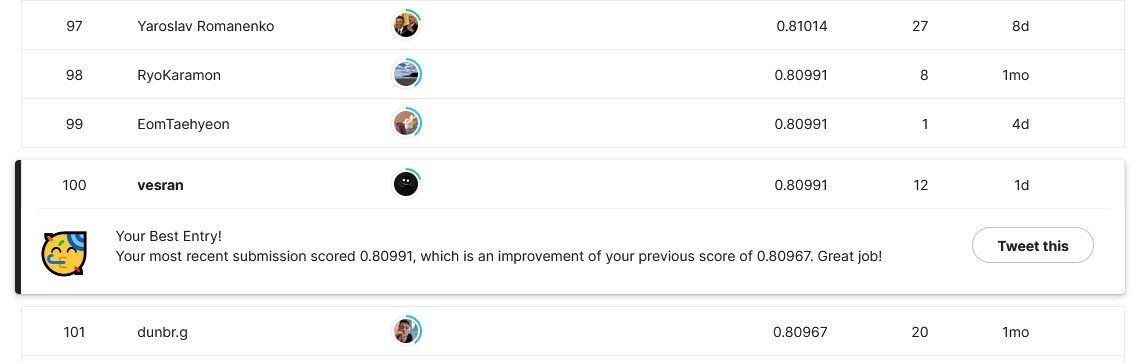 97 Yaroslav Romanenko 0.81014 27 8d
98 RyoKaramon 0.80991 8 1mo
99 EomTaehyeon 0.80991 1 4d
100 vesran 0.80991 12 1d
Your Best Entry!
Your most recent submission scored 0.80991, which is an improvement of your previous score of 0.80967. Great job!
Tweet this
101 dunbr.g 0.80967 20 1mo